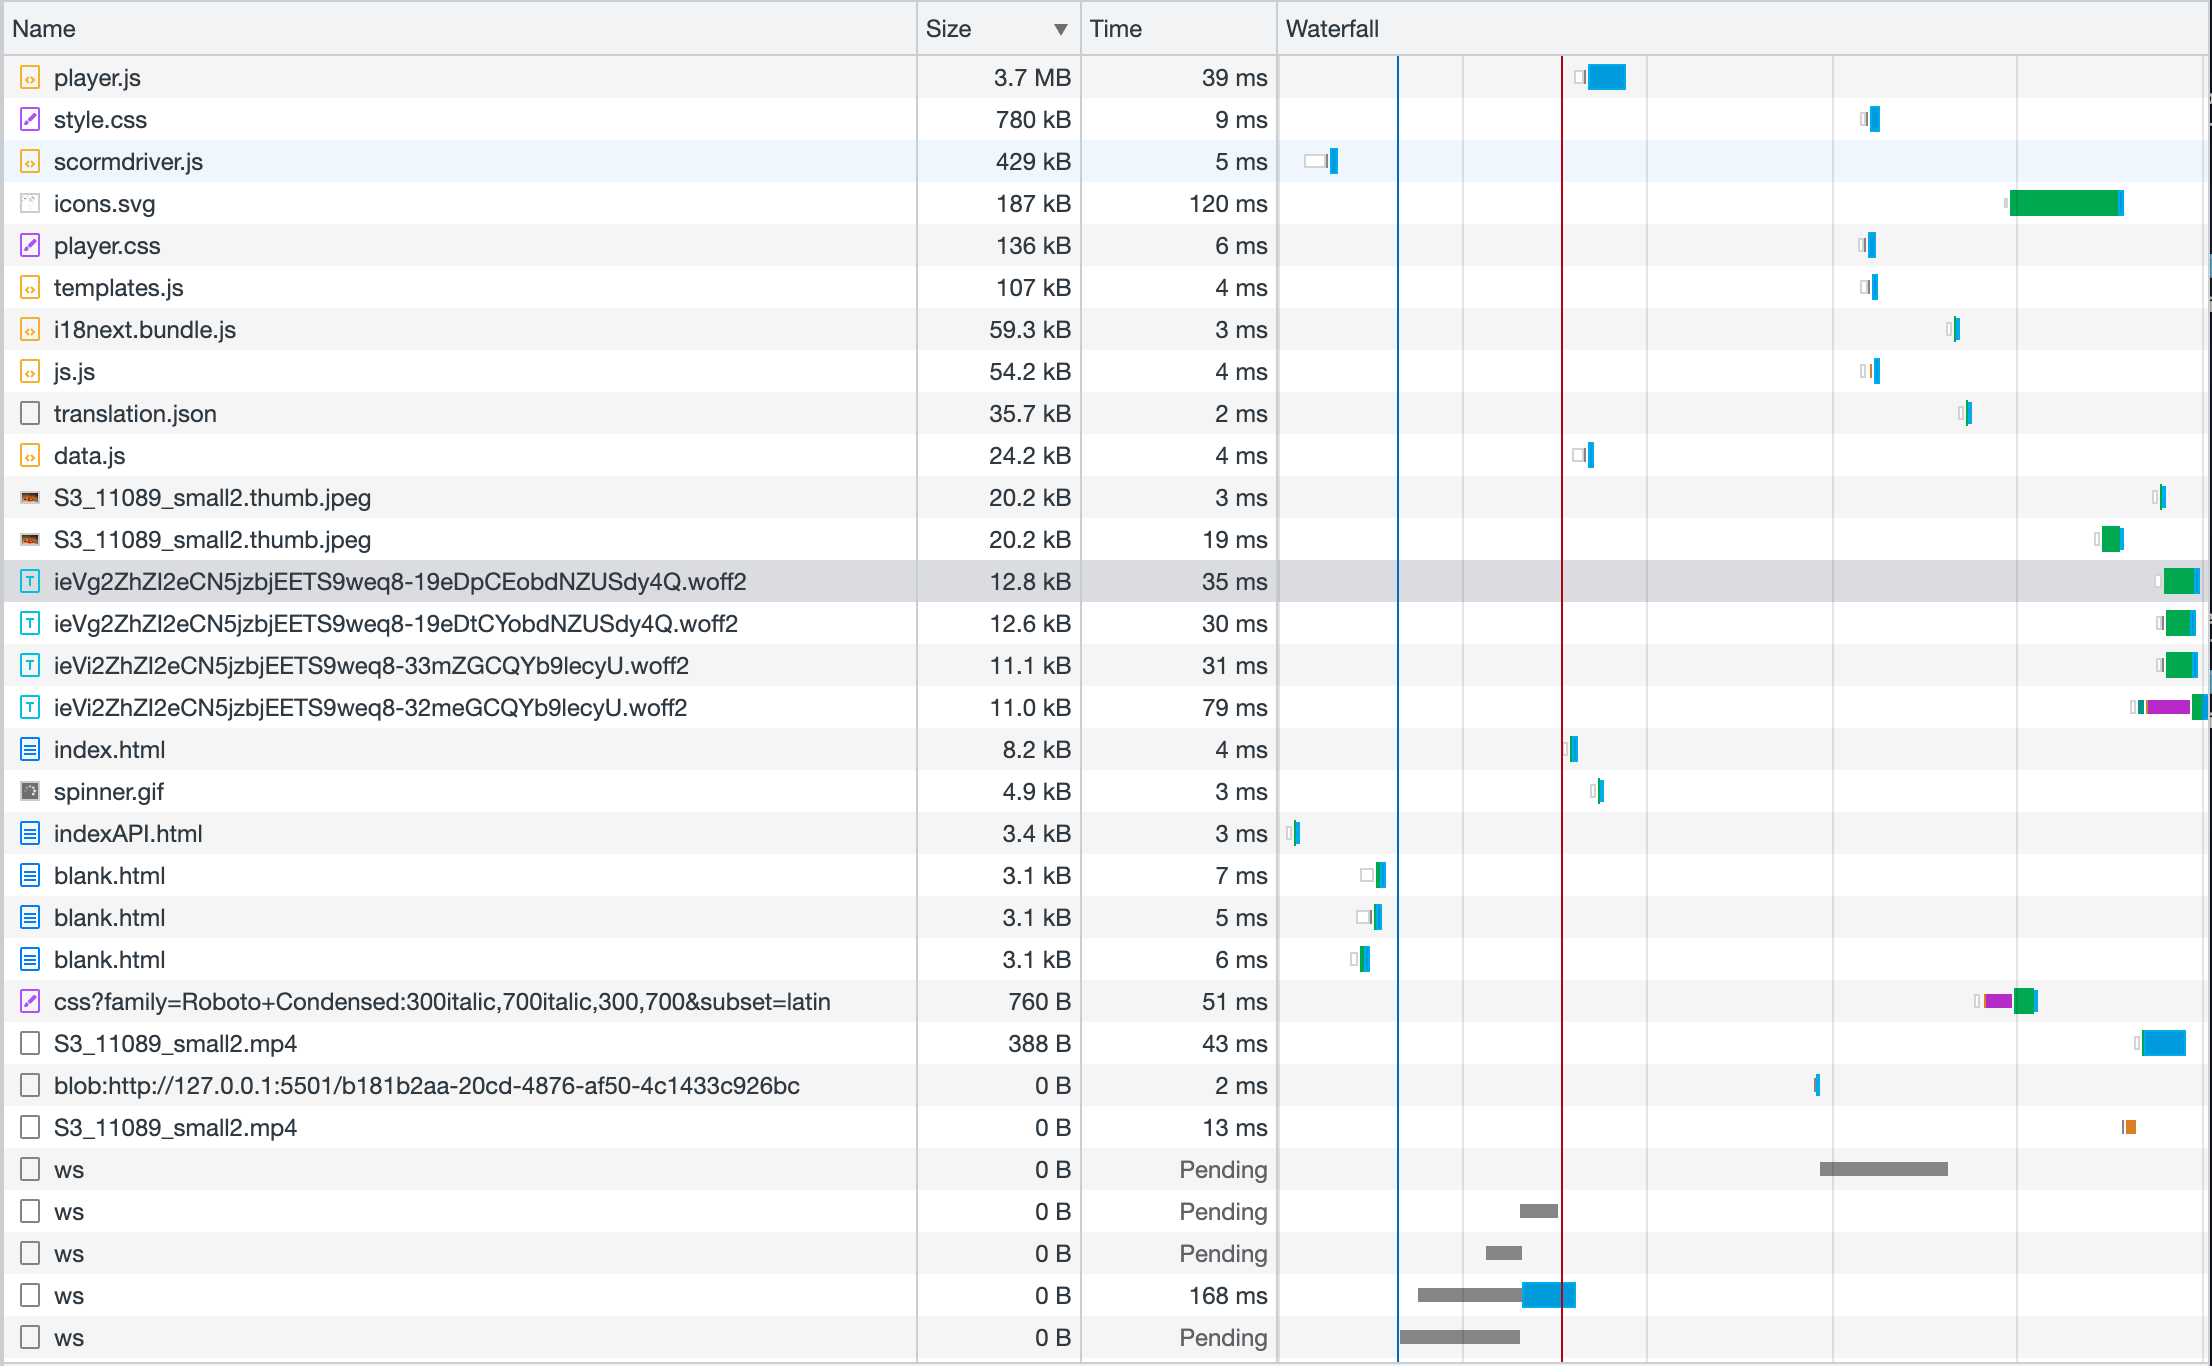 Name Size Time Waterfall
player.js 3.7 MB 39 ms
style.css 780 kB 9 ms
scormdriver.js 429 kB 5 ms
icons.svg 187 kB 120 ms
player.css 136 kB 6 ms
templates.js 107 kB 4 ms
i18next.bundle.js 59.3 kB 3 ms
js.js 54.2 kB 4 ms
translation.json 35.7 kB 2 ms
data.js 24.2 kB 4 ms
S3_11089_small2.thumb.jpeg 20.2 kB 3 ms
S3_11089_small2.thumb.jpeg 20.2 kB 19 ms
ieVg2ZhZI2eCN5jzbjEETS9weq8-19eDpCEobdNZUSdy4Q.woff2 12.8 kB 35 ms
ieVg2ZhZI2eCN5jzbjEETS9weq8-19eDtCYobdNZUSdy4Q.woff2 12.6 kB 30 ms
ieVi2ZhZI2eCN5jzbjEETS9weq8-33mZGCQYb9lecyU.woff2 11.1 kB 31 ms
ieVi2ZhZI2eCN5jzbjEETS9weq8-32meGCQYb9lecyU.woff2 11.0 kB 79 ms
index.html 8.2 kB 4 ms
spinner.gif 4.9 kB 3 ms
indexAPI.html 3.4 kB 3 ms
blank.html 3.1 kB 7 ms
blank.html 3.1 kB 5 ms
blank.html 3.1 kB 6 ms
css?family=Roboto+Condensed:300italic,700italic,300,700&subset=latin 760 B 51 ms
S3_11089_small2.mp4 388 B 43 ms
blob:http://127.0.0.1:5501/b181b2aa-20cd-4876-af50-4c1433c926bc 0 B 2 ms
S3_11089_small2.mp4 0 B 13 ms
ws 0 B Pending
ws 0 B Pending
ws 0 B Pending
ws 0 B 168 ms
ws 0 B Pending